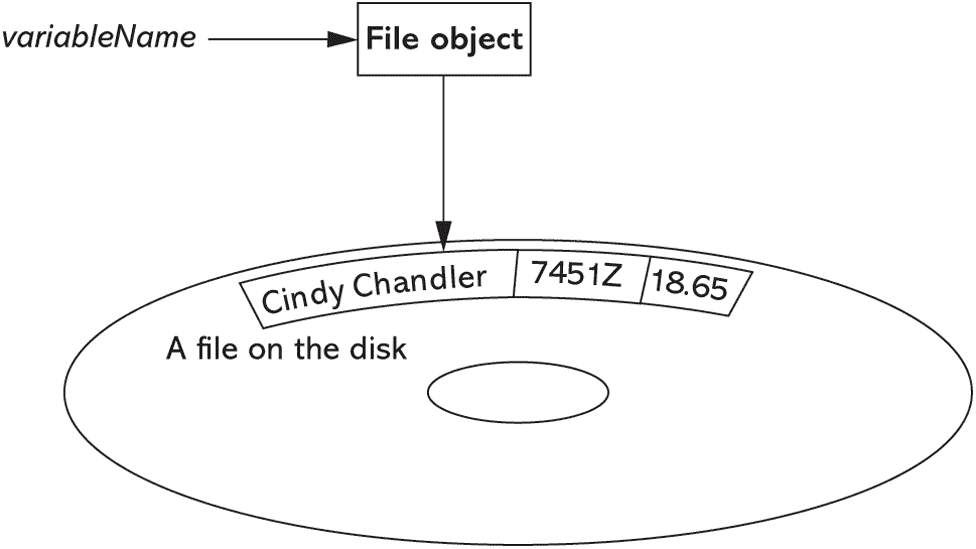 variableName
File object
Cindy Chandler
7451Z
18.65
A file on the disk